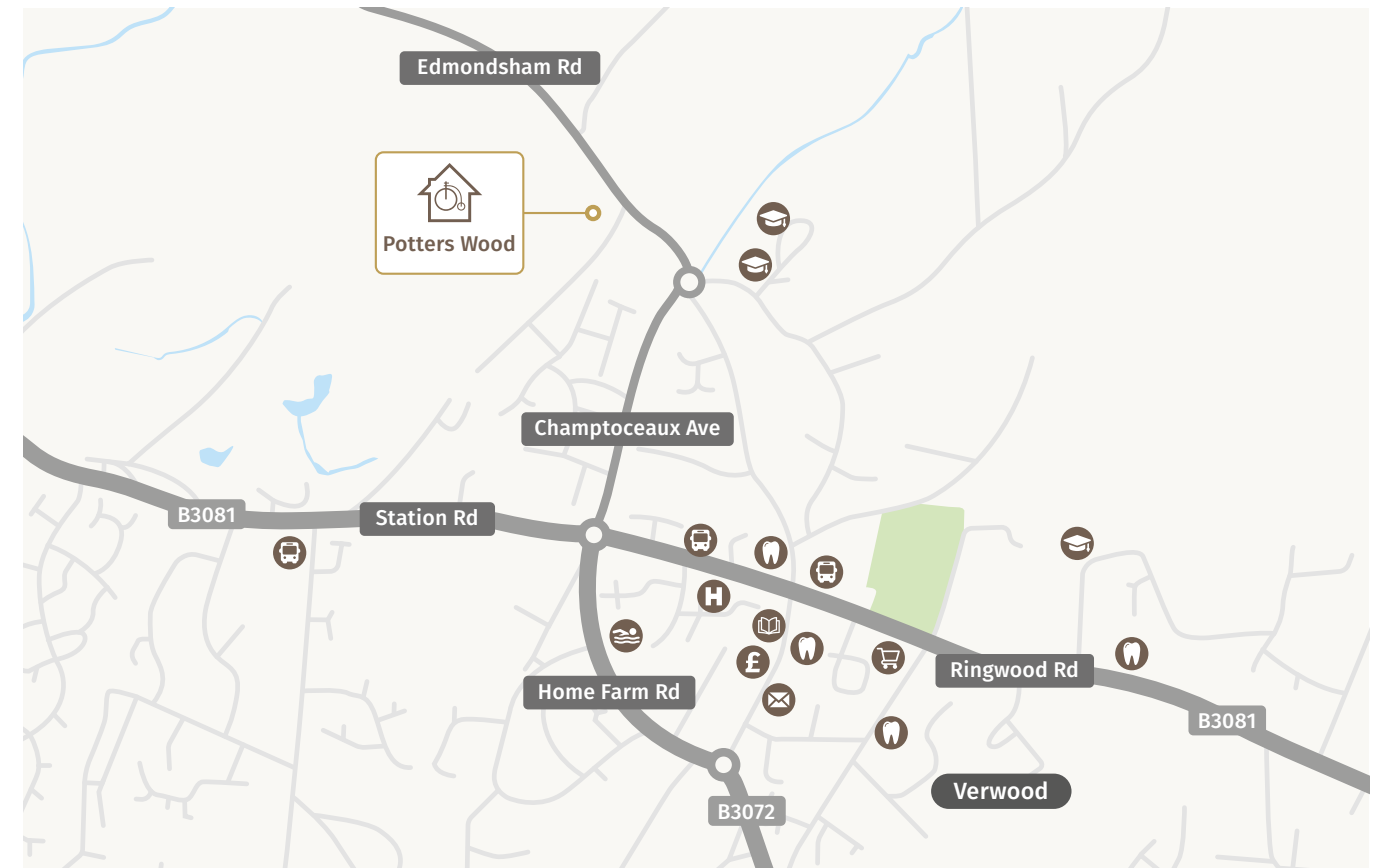 Edmondsham Rd
Potters Wood
Champtoceaux Ave
B3081
Station Rd
H
£
Home Farm Rd
Ringwood Rd
B3081
Verwood
B3072